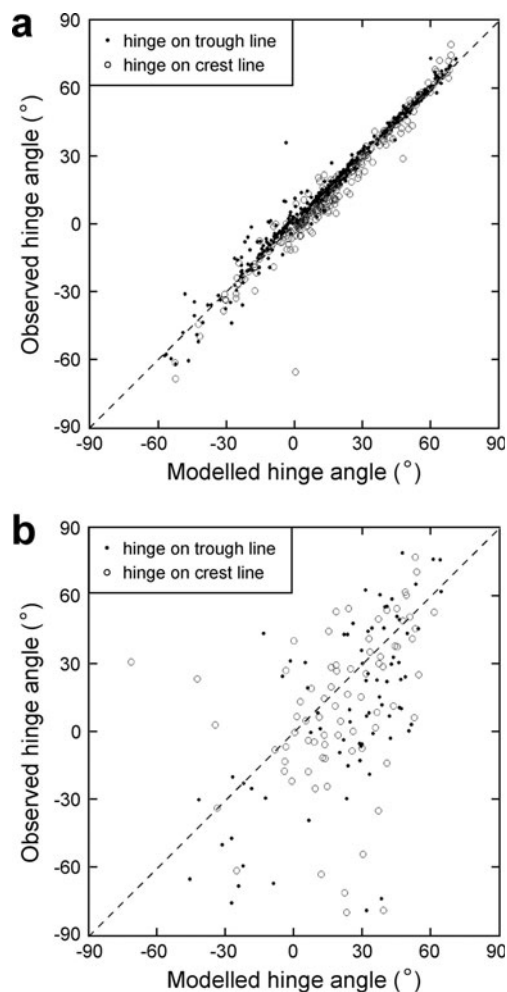 a
90
hinge on trough line
hinge on crest line
60
30
0
-30
-60
-90
Observed hinge angle (°)
-90 -60 -30 0 30 60 90
Modelled hinge angle (°)
b
90
hinge on trough line
hinge on crest line
60
30
0
-30
-60
-90
Observed hinge angle (°)
-90 -60 -30 0 30 60 90
Modelled hinge angle (°)